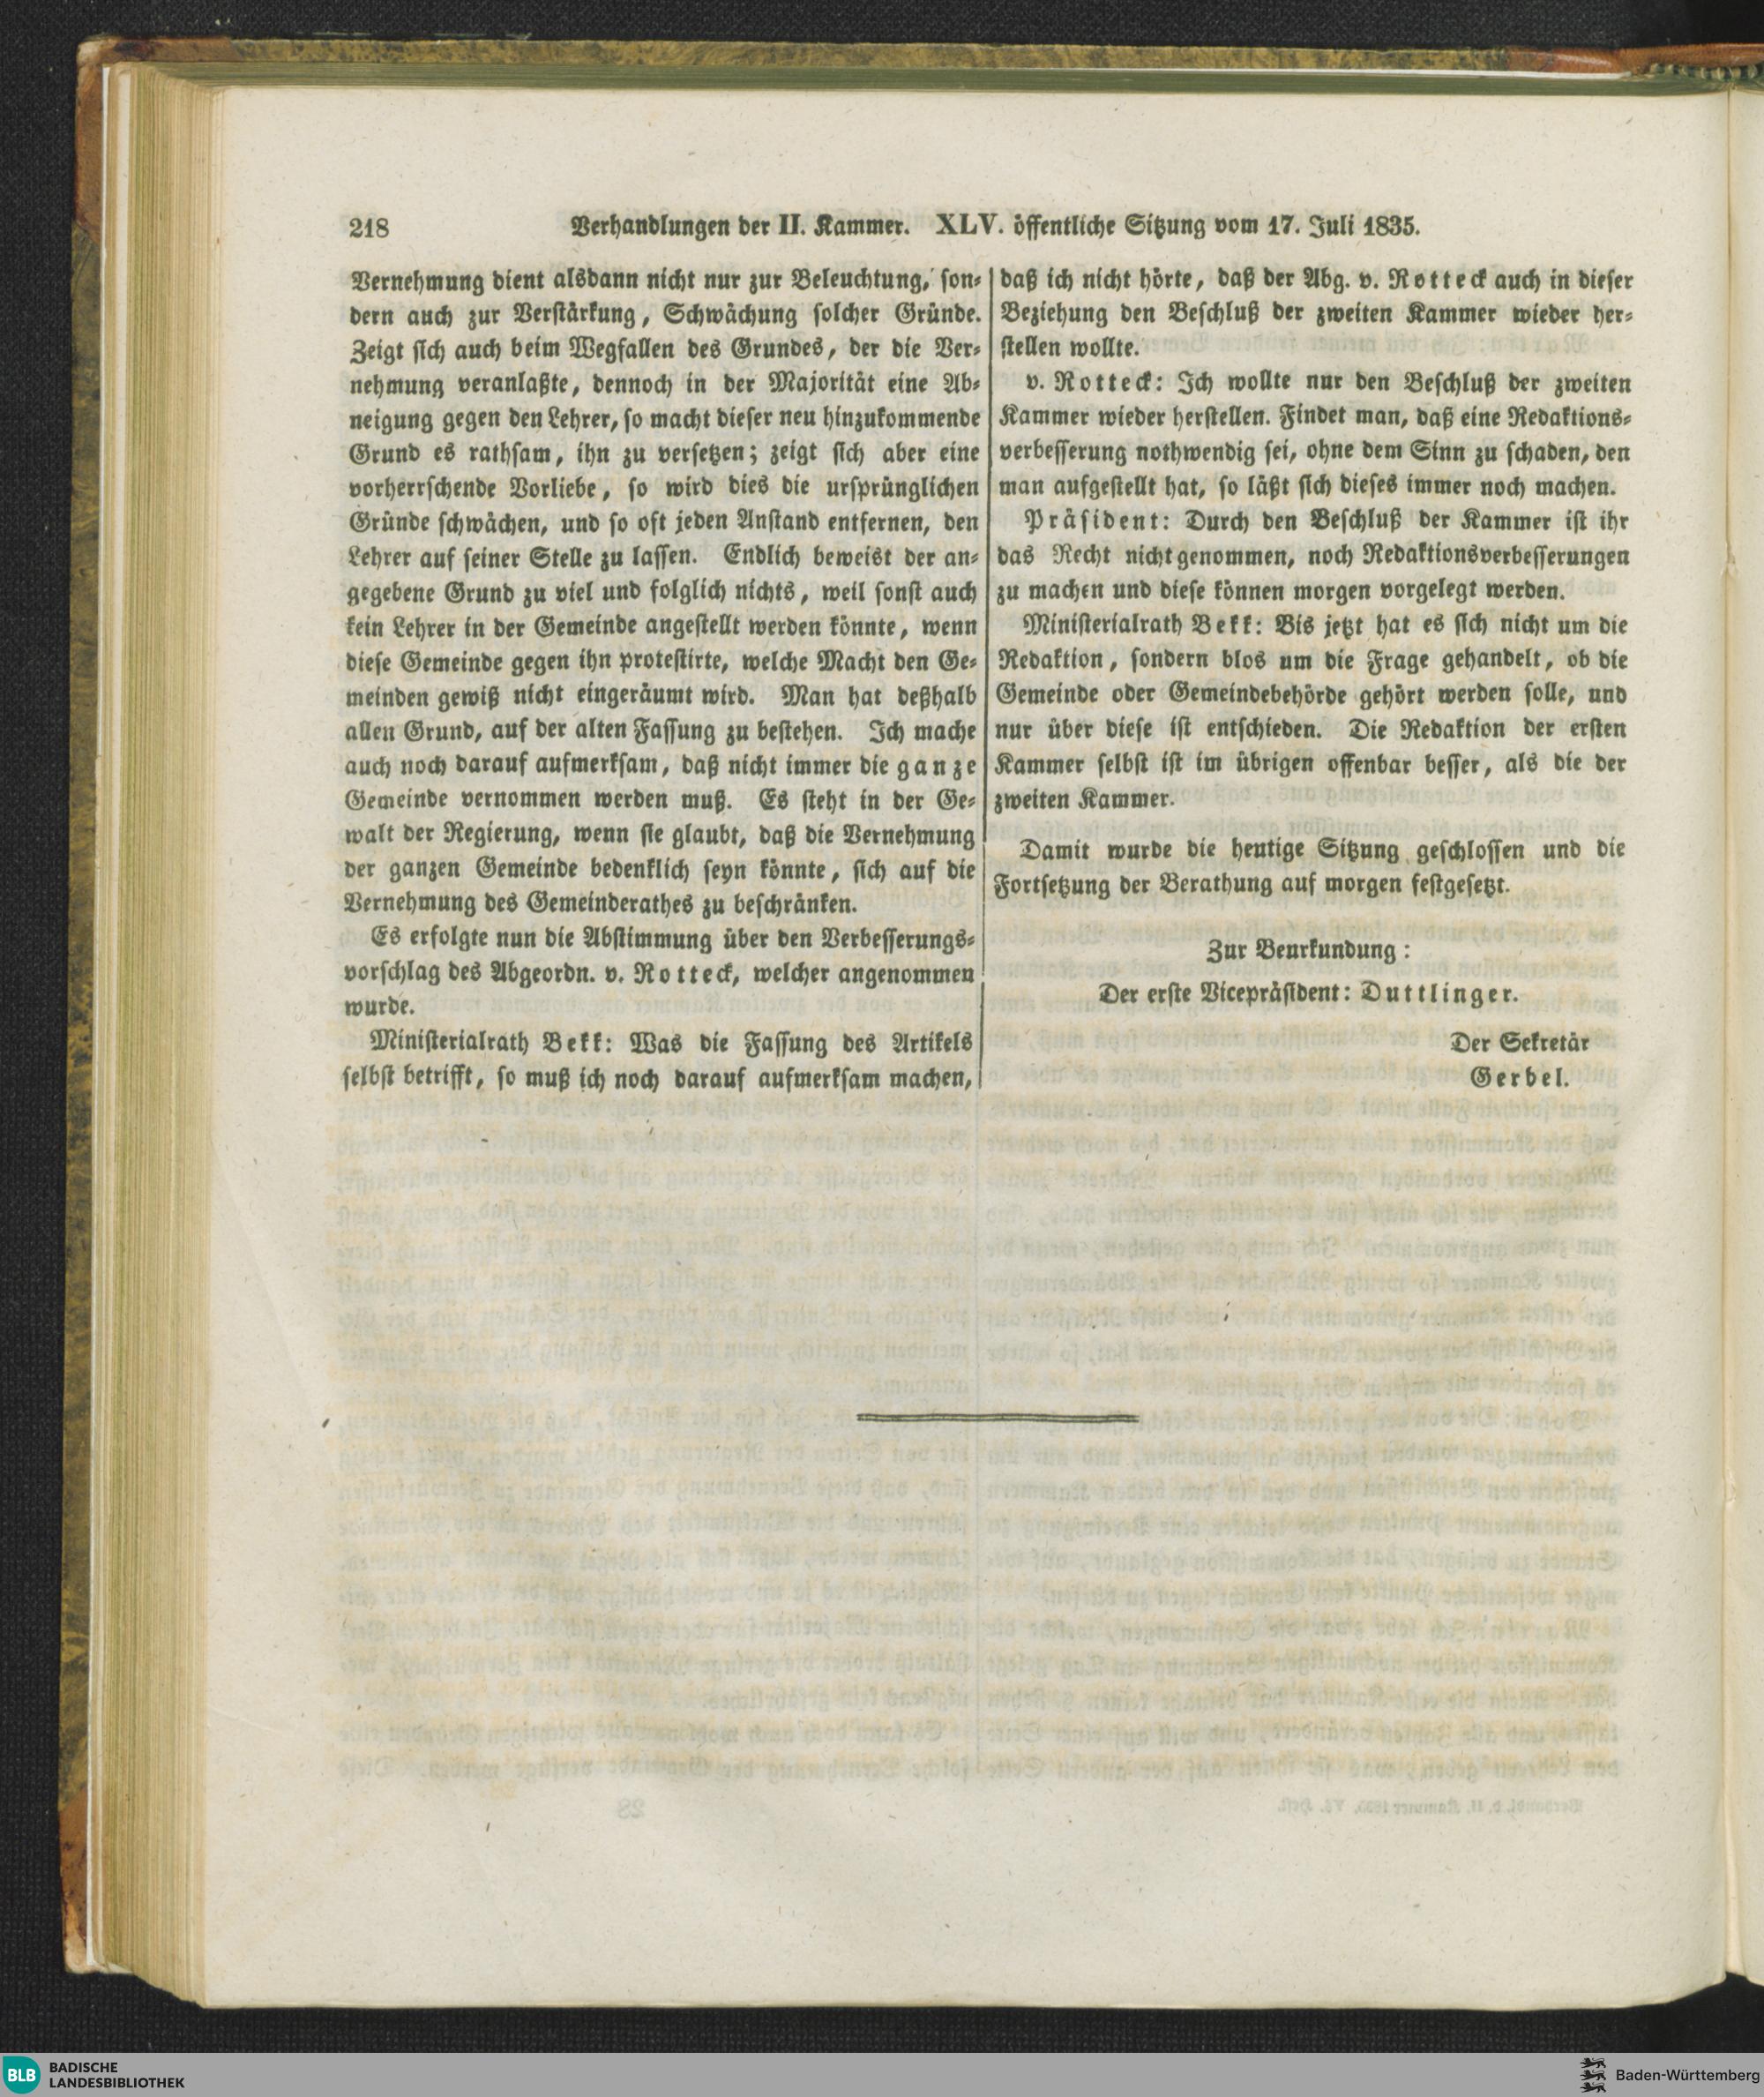 218 Verhandlungen der II. Kammer. XLV. öffentliche Sitzung vom 17. Juli 1835.
Vernehmung dient alsdann nicht nur zur Beleuchtung, son-
dern auch zur Verstärkung, Schwächung solcher Gründe.
Zeigt sich auch beim Wegfallen des Grundes, der die Ver-
nehmung veranlaßte, dennoch in der Majorität eine Ab-
neigung gegen den Lehrer, so macht dieser neu hinzukommende
Grund es rathsam, ihn zu versetzen; zeigt sich aber eine
vorherrschende Vorliebe, so wird dies die ursprünglichen
Gründe schwächen, und so oft jeden Anstand entfernen, den
Lehrer auf seiner Stelle zu lassen. Endlich beweist der an-
gegebene Grund zu viel und folglich nichts, weil sonst auch
kein Lehrer in der Gemeinde angestellt werden könnte, wenn
diese Gemeinde gegen ihn protestirte, welche Macht den Ge-
meinden gewiß nicht eingeräumt wird. Man hat deßhalb
allen Grund, auf der alten Fassung zu bestehen. Ich mache
auch noch darauf aufmerksam, daß nicht immer die ganze
Gemeinde vernommen werden muß. Es steht in der Ge-
walt der Regierung, wenn sie glaubt, daß die Vernehmung
der ganzen Gemeinde bedenklich seyn könnte, sich auf die
Vernehmung des Gemeinderathes zu beschränken.
Es erfolgte nun die Abstimmung über den Verbesserungs-
vorschlag des Abgeordn. v. Rotteck, welcher angenommen
wurde.
Ministerialrath Bekk: Was die Fassung des Artikels
selbst betrifft, so muß ich noch darauf aufmerksam machen,
daß ich nicht hörte, daß der Abg. v. Rotteck auch in dieser
Beziehung den Beschluß der zweiten Kammer wieder her-
stellen wollte.
v. Rotteck: Ich wollte nur den Beschluß der zweiten
Kammer wieder herstellen. Findet man, daß eine Redaktions-
verbesserung nothwendig sei, ohne dem Sinn zu schaden, den
man aufgestellt hat, so läßt sich dieses immer noch machen.
Präsident: Durch den Beschluß der Kammer ist ihr
das Recht nicht genommen, noch Redaktionsverbesserungen
zu machen und diese können morgen vorgelegt werden.
Ministerialrath Bekk: Bis jetzt hat es sich nicht um die
Redaktion, sondern blos um die Frage gehandelt, ob die
Gemeinde oder Gemeindebehörde gehört werden solle, und
nur über diese ist entschieden. Die Redaktion der ersten
Kammer selbst ist im übrigen offenbar besser, als die der
zweiten Kammer.
Damit wurde die heutige Sitzung geschlossen und die
Fortsetzung der Berathung auf morgen festgesetzt.
Zur Beurkundung:
Der erste Vicepräsident: Duttlinger.
Der Sekretär
Gerbel.
BLB BADISCHE
LANDESBIBLIOTHEK
Baden-Württemberg